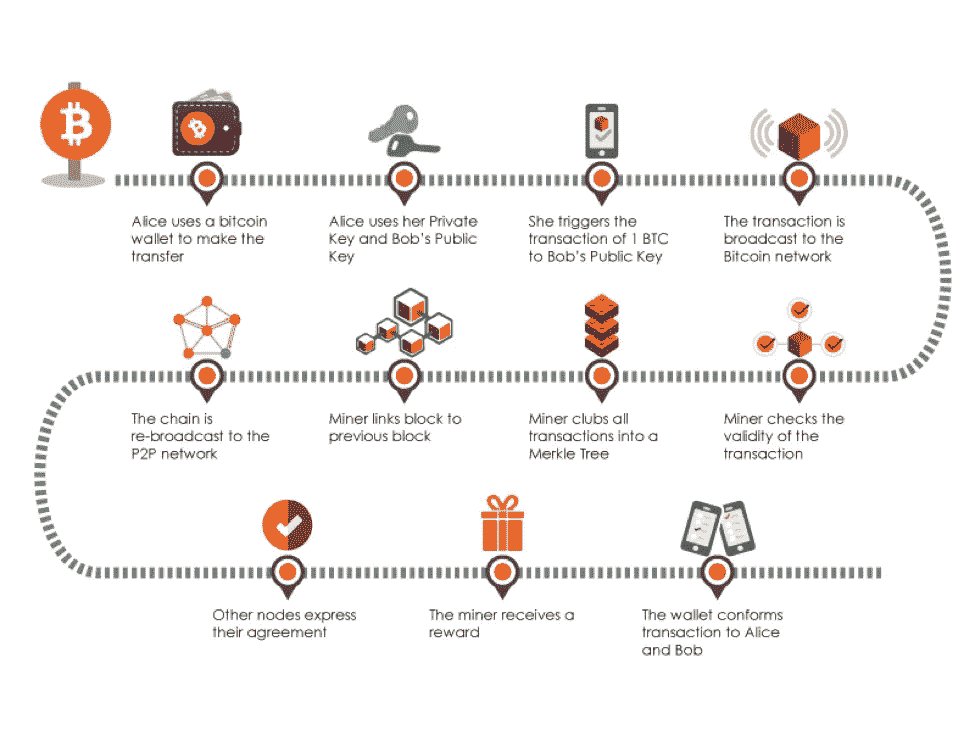 Alice uses a bitcoin
wallet to make the
transfer
Alice uses her Private
Key and Bob's Public
Key
She triggers the
transaction of 1 BTC
to Bob's Public Key
The transaction is
broadcast to the
Bitcoin network
Miner checks the
validity of the
transaction
Miner clubs all
transactions into a
Merkle Tree
Miner links block to
previous block
The chain is
re-broadcast to the
P2P network
Other nodes express
their agreement
The miner receives a
reward
The wallet conforms
transaction to Alice
and Bob